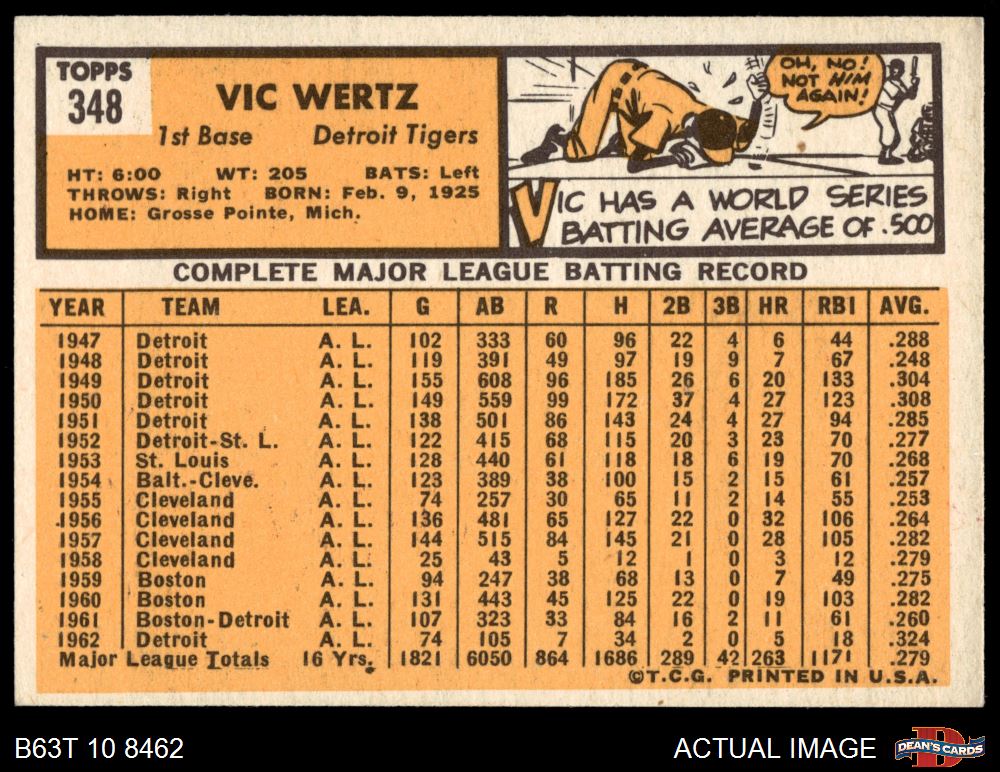 TOPPS
348
VIC WERTZ
1st Base Detroit Tigers
HT: 6:00 WT: 205 BATS: Left
THROWS: Right BORN: Feb. 9, 1925
HOME: Grosse Pointe, Mich.
OH, NO!
NOT HIM
AGAIN!
VIC HAS A WORLD SERIES
BATTING AVERAGE OF .500
COMPLETE MAJOR LEAGUE BATTING RECORD
YEAR TEAM LEA. G AB R H 2B 3B HR RBI AVG.
1947 Detroit A. L. 102 333 60 96 22 4 6 44 .288
1948 Detroit A. L. 119 391 49 97 19 9 7 67 .248
1949 Detroit A. L. 155 608 96 185 26 6 20 133 .304
1950 Detroit A. L. 149 559 99 172 37 4 27 123 .308
1951 Detroit A. L. 138 501 86 143 24 4 27 94 .285
1952 Detroit-St. L. A. L. 122 415 68 115 20 3 23 70 .277
1953 St. Louis A. L. 128 440 61 118 18 6 19 70 .268
1954 Balt.-Cleve. A. L. 123 389 38 100 15 2 15 61 .257
1955 Cleveland A. L. 74 257 30 65 11 2 14 55 .253
1956 Cleveland A. L. 136 481 65 127 22 0 32 106 .264
1957 Cleveland A. L. 144 515 84 145 21 0 28 105 .282
1958 Cleveland A. L. 25 43 5 12 1 0 3 12 .279
1959 Boston A. L. 94 247 38 68 13 0 7 49 .275
1960 Boston A. L. 131 443 45 125 22 0 19 103 .282
1961 Boston-Detroit A. L. 107 323 33 84 16 2 11 61 .260
1962 Detroit A. L. 74 105 7 34 2 0 5 18 .324
Major League Totals 16 Yrs. 1821 6050 864 1686 289 42 263 1171 .279
©T.C.G. PRINTED IN U.S.A.
B63T 10 8462 ACTUAL IMAGE DEAN'S CARDS